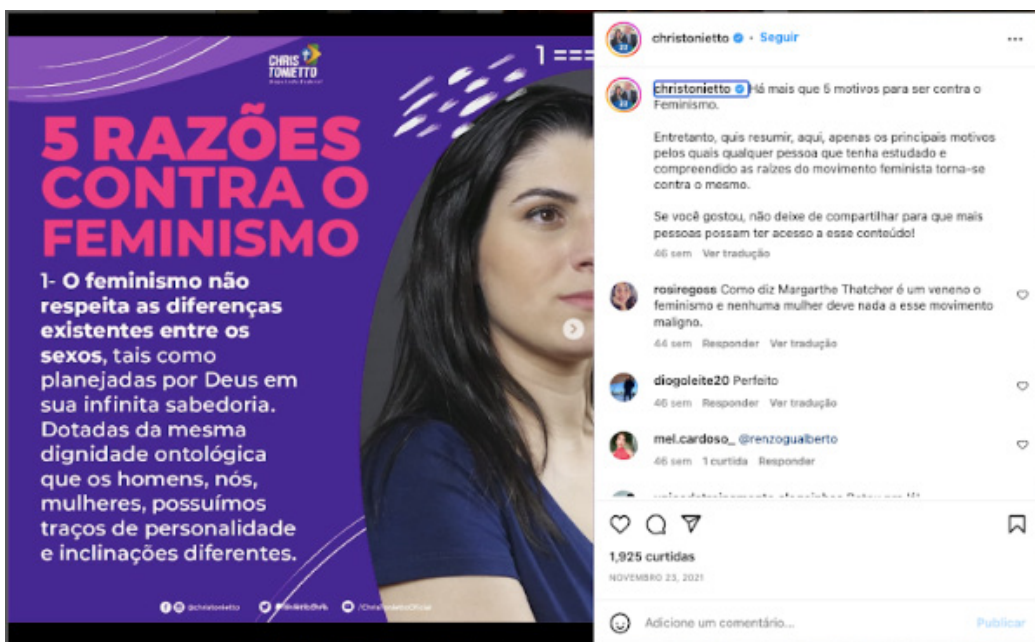 CHRIS
TONIETTO
1 ===
5 RAZÕES
CONTRA O
FEMINISMO
1- O feminismo não
respeita as diferenças
existentes entre os
sexos, tais como
planejadas por Deus em
sua infinita sabedoria.
Dotadas da mesma
dignidade ontológica
que os homens, nós,
mulheres, possuímos
traços de personalidade
e inclinações diferentes.
@christonietto
/ChrisToniettoOficial
christonietto • Seguir
christonietto Há mais que 5 motivos para ser contra o
Feminismo.
Entretanto, quis resumir, aqui, apenas os principais motivos
pelos quais qualquer pessoa que tenha estudado e
compreendido as raízes do movimento feminista torna-se
contra o mesmo.
Se você gostou, não deixe de compartilhar para que mais
pessoas possam ter acesso a esse conteúdo!
46 sem Ver tradução
rosiregoss Como diz Margarthe Thatcher é um veneno o
feminismo e nenhuma mulher deve nada a esse movimento
maligno.
44 sem Responder Ver tradução
diogoleite20 Perfeito
46 sem Responder Ver tradução
mel.cardoso_ @renzogualberto
46 sem 1 curtida Responder
1,925 curtidas
NOVEMBRO 23, 2021
Adicione um comentário...
Publicar